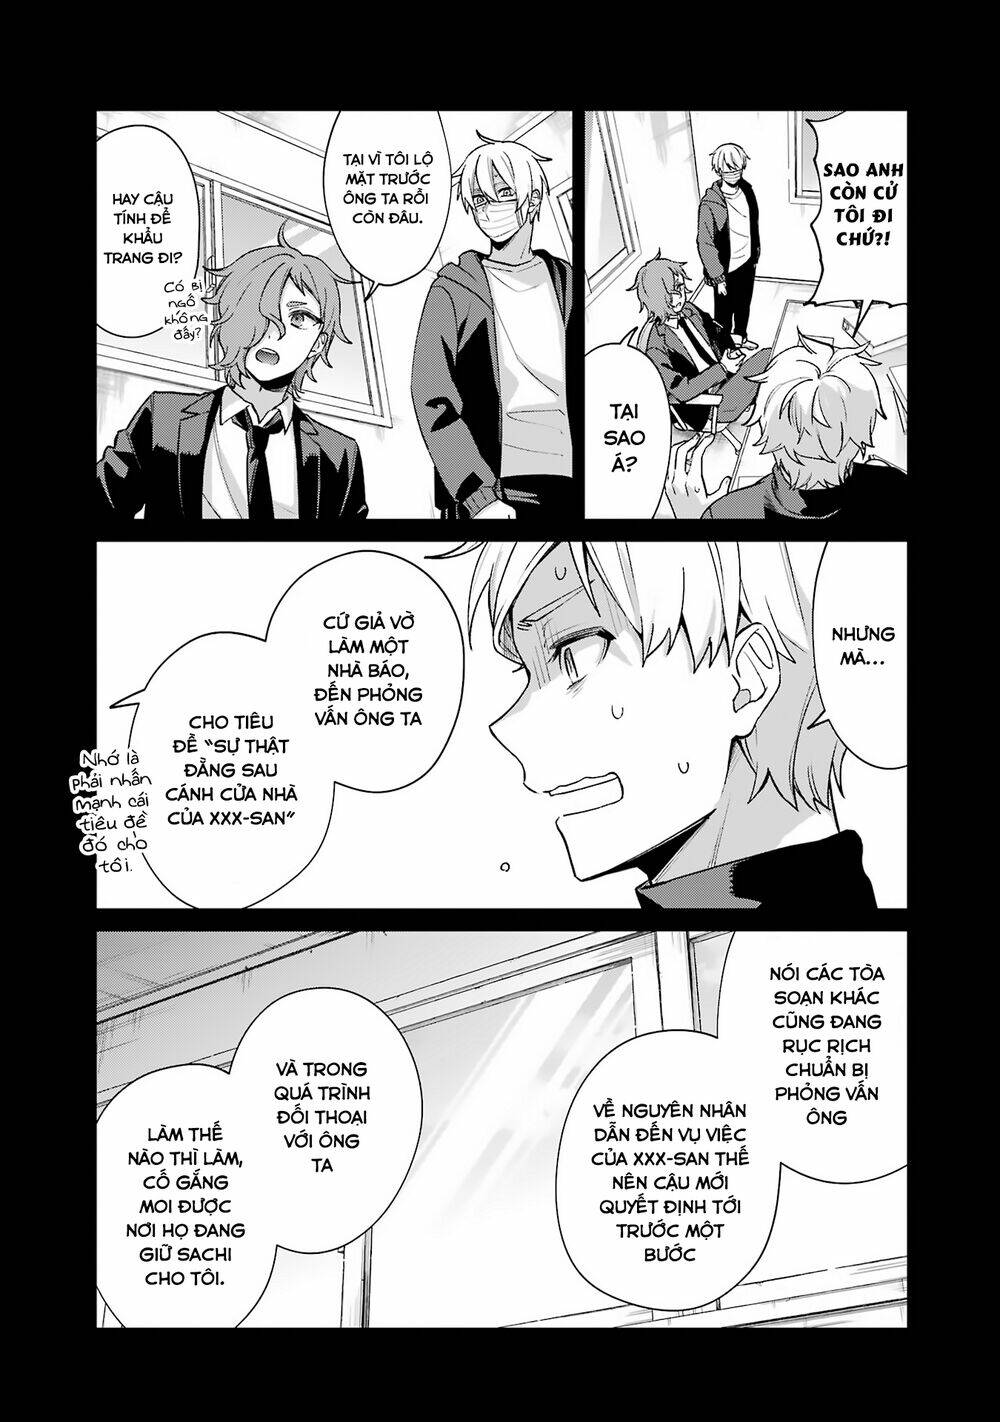 SAO ANH
CÒN CỬ
TÔI ĐI
CHỨ?!
TẠI
SAO
Á?
TẠI VÌ TÔI LỘ
MẶT TRƯỚC
ÔNG TA RỒI
CÒN ĐÂU.
HAY CẬU
TÍNH ĐỂ
KHẨU
TRANG ĐI?
Có bị
ngố
không
đấy?
NHƯNG
MÀ...
CỨ GIẢ VỜ
LÀM MỘT
NHÀ BÁO,
ĐẾN PHỎNG
VẤN ÔNG TA
CHO TIÊU
ĐỀ "SỰ THẬT
ĐẰNG SAU
CÁNH CỬA NHÀ
CỦA XXX-SAN"
Nhớ là
phải nhấn
mạnh cái
tiêu đề
đó cho
tôi.
NÓI CÁC TÒA
SOẠN KHÁC
CŨNG ĐANG
RỤC RỊCH
CHUẨN BỊ
PHỎNG VẤN
ÔNG
VỀ NGUYÊN NHÂN
DẪN ĐẾN VỤ VIỆC
CỦA XXX-SAN THẾ
NÊN CẬU MỚI
QUYẾT ĐỊNH TỚI
TRƯỚC MỘT
BƯỚC
VÀ TRONG
QUÁ TRÌNH
ĐỐI THOẠI
VỚI ÔNG
TA
LÀM THẾ
NÀO THÌ LÀM,
CỐ GẮNG
MOI ĐƯỢC
NƠI HỌ ĐANG
GIỮ SACHI
CHO TÔI.